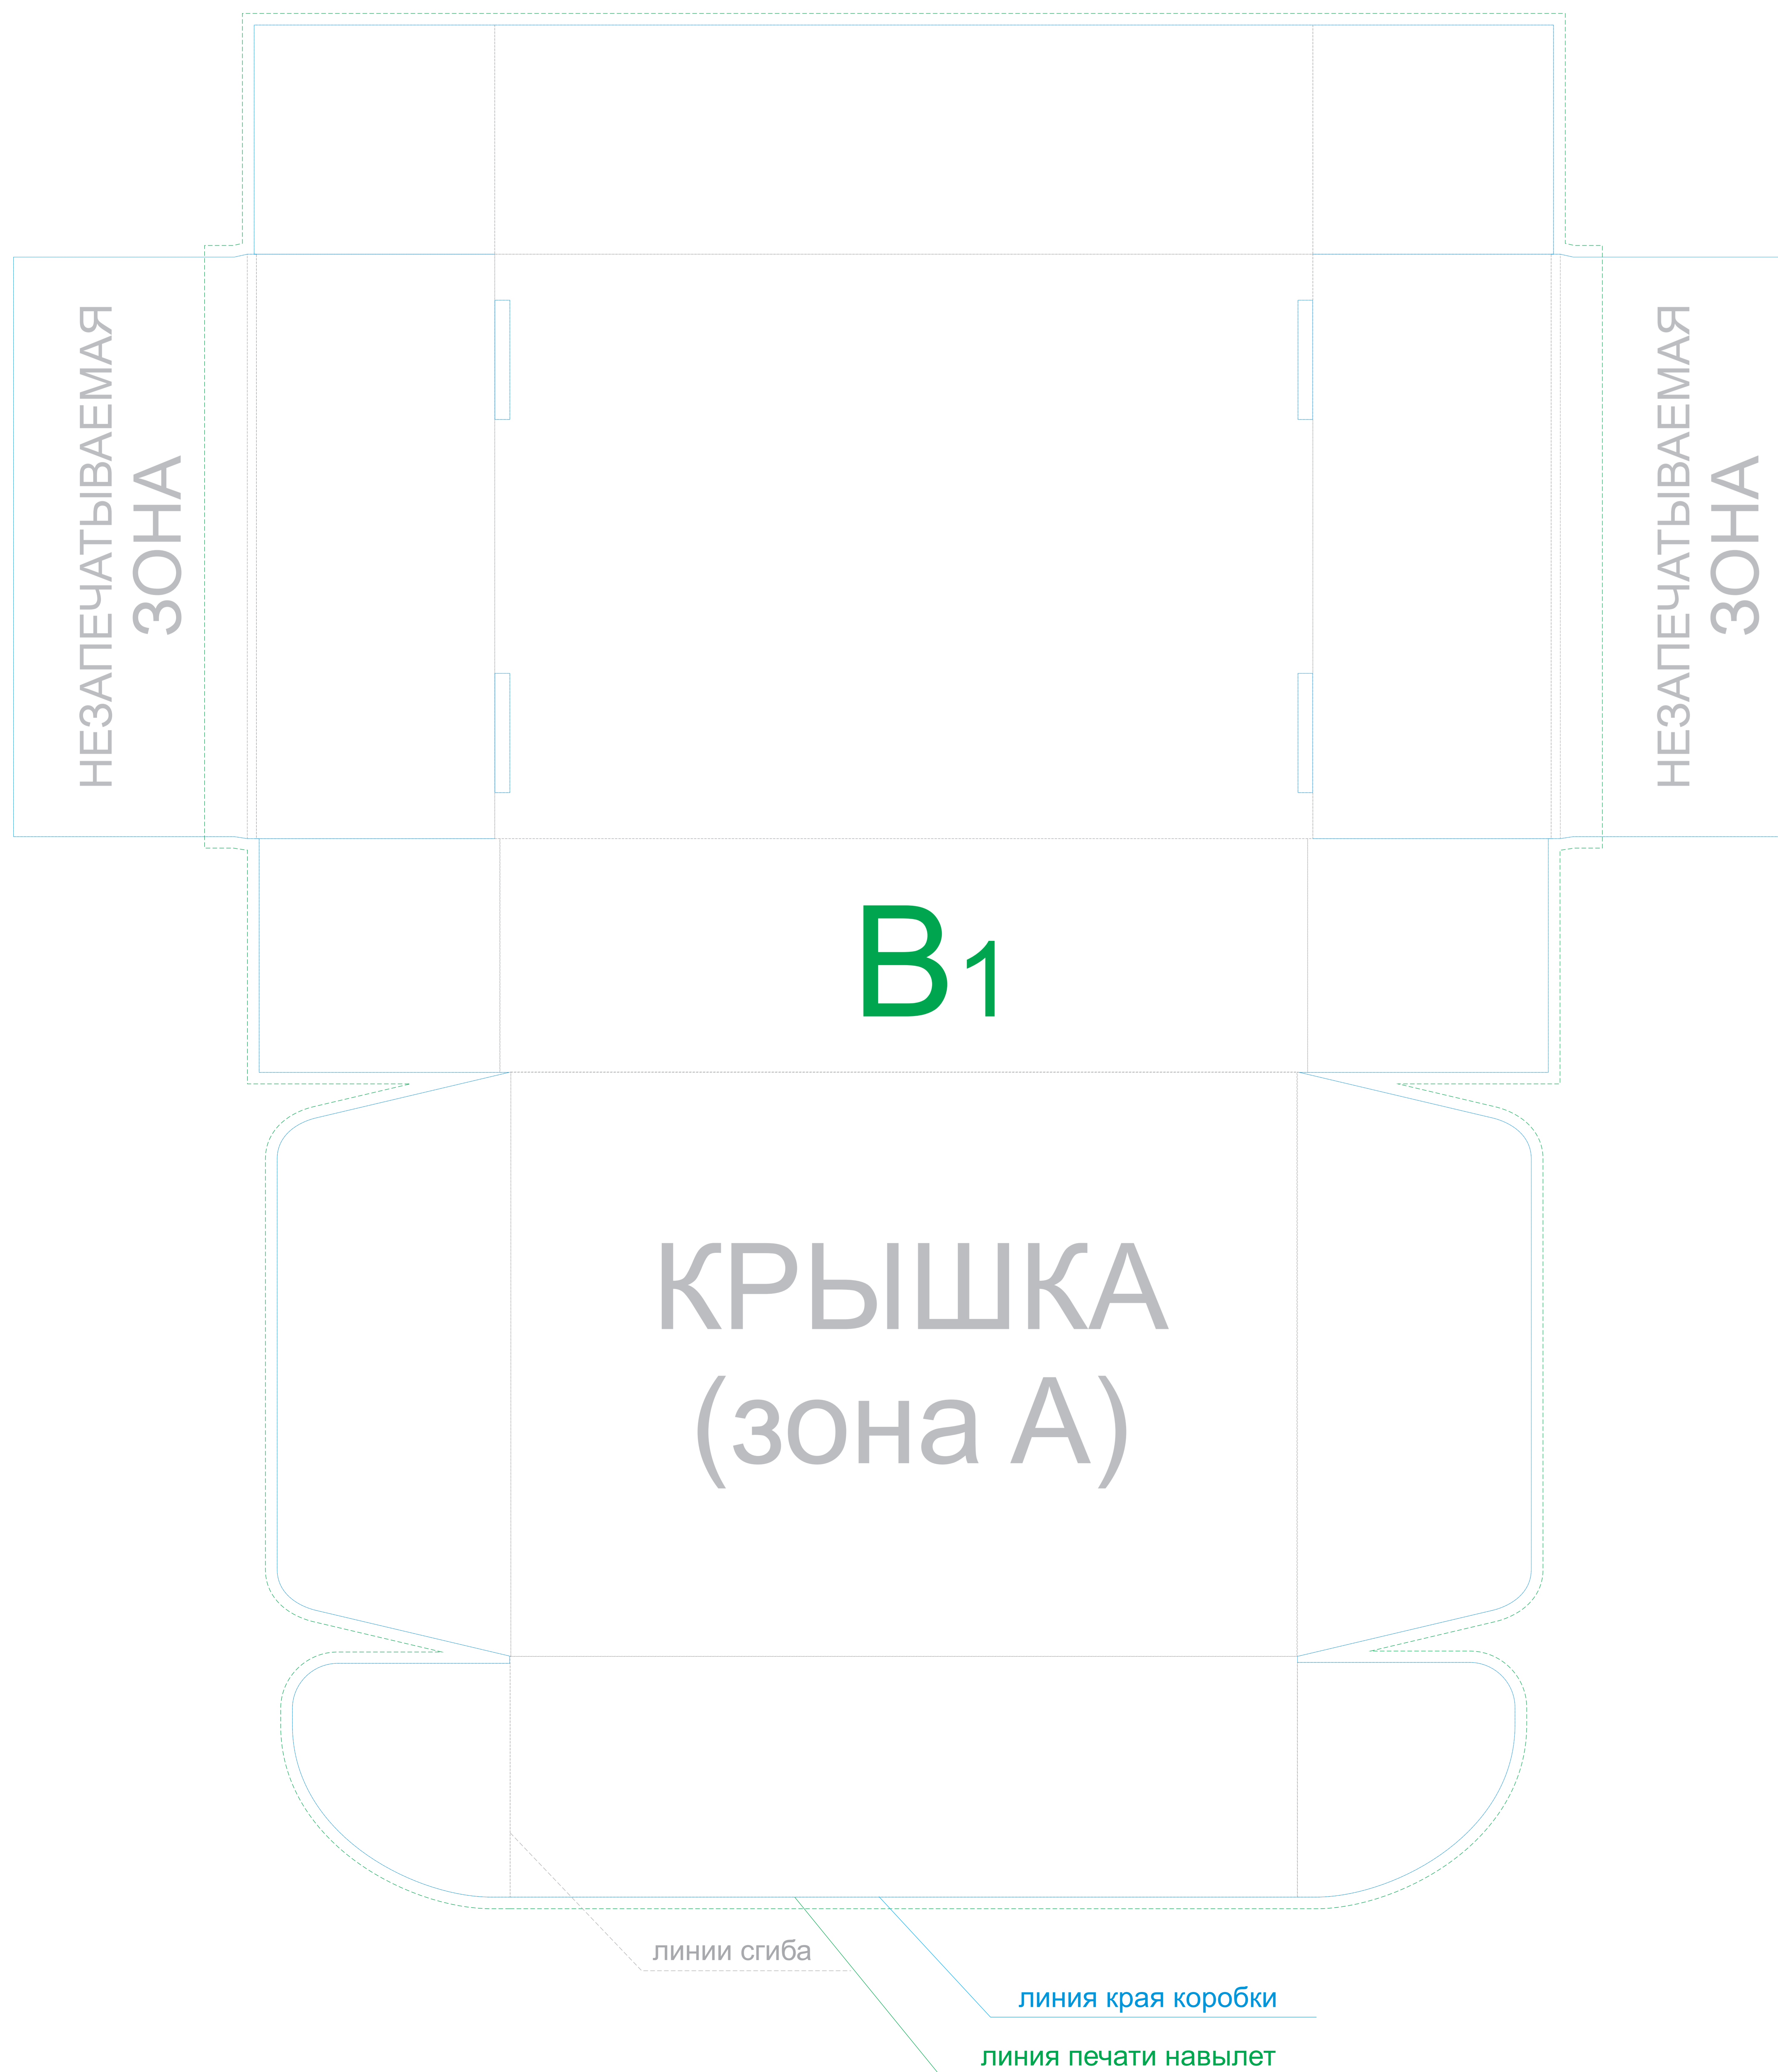 НЕЗАПЕЧАТЫВАЕМАЯ
ЗОНА
НЕЗАПЕЧАТЫВАЕМАЯ
ЗОНА
В1
КРЫШКА
(зона А)
линии сгиба
линия края коробки
линия печати навылет